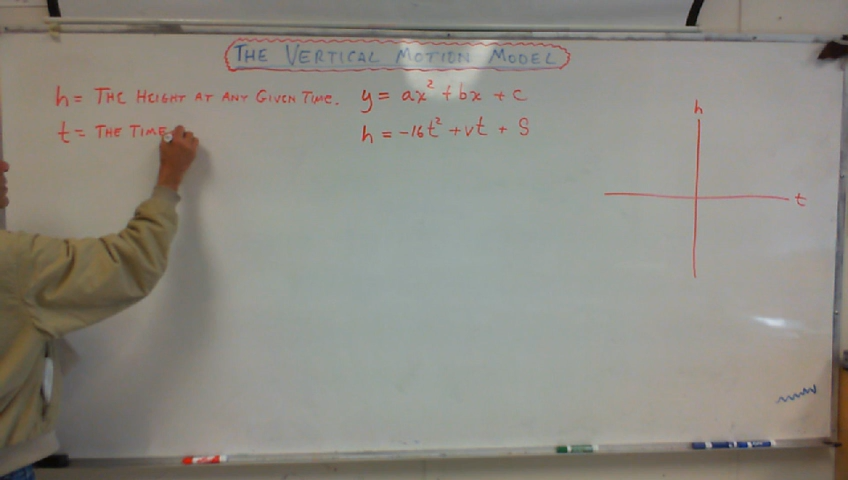 THE VERTICAL MOTION MODEL
h = THE HEIGHT AT ANY GIVEN TIME. y = ax² + bx + c
t = THE TIME h = -16t² + vt + S
h
t